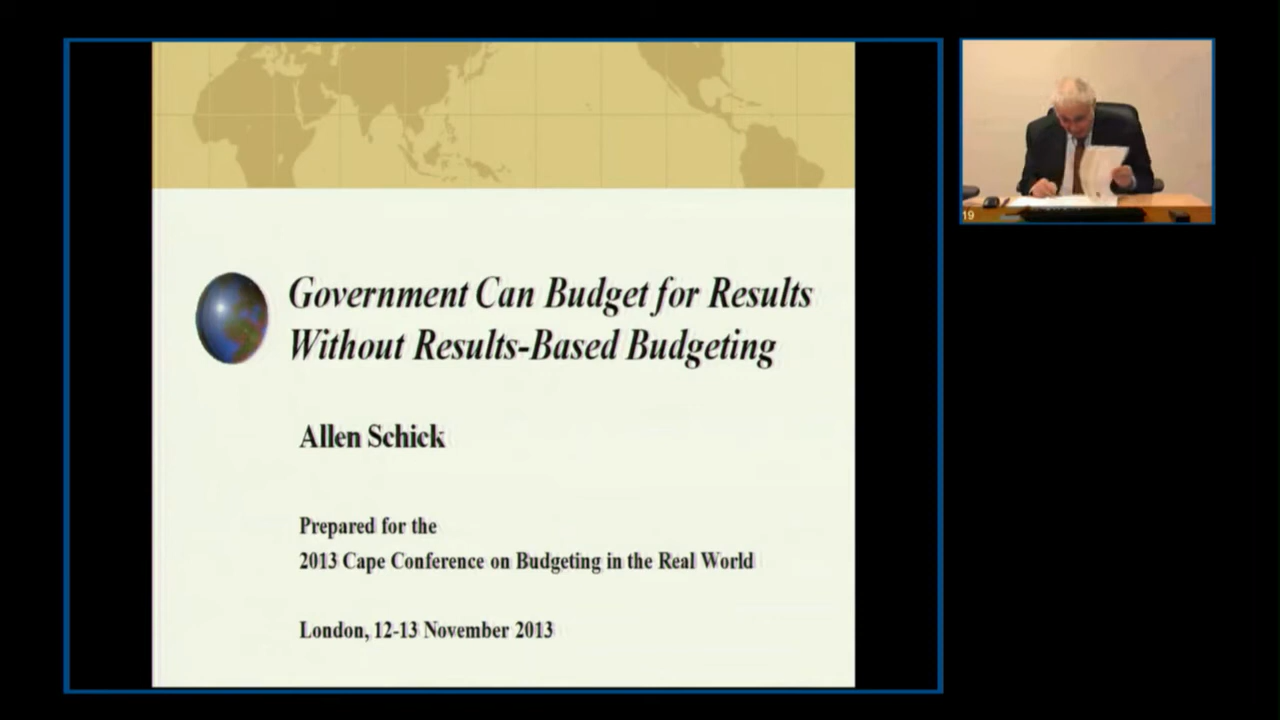 Government Can Budget for Results
Without Results-Based Budgeting
Allen Schick
Prepared for the
2013 Cape Conference on Budgeting in the Real World
London, 12-13 November 2013
19